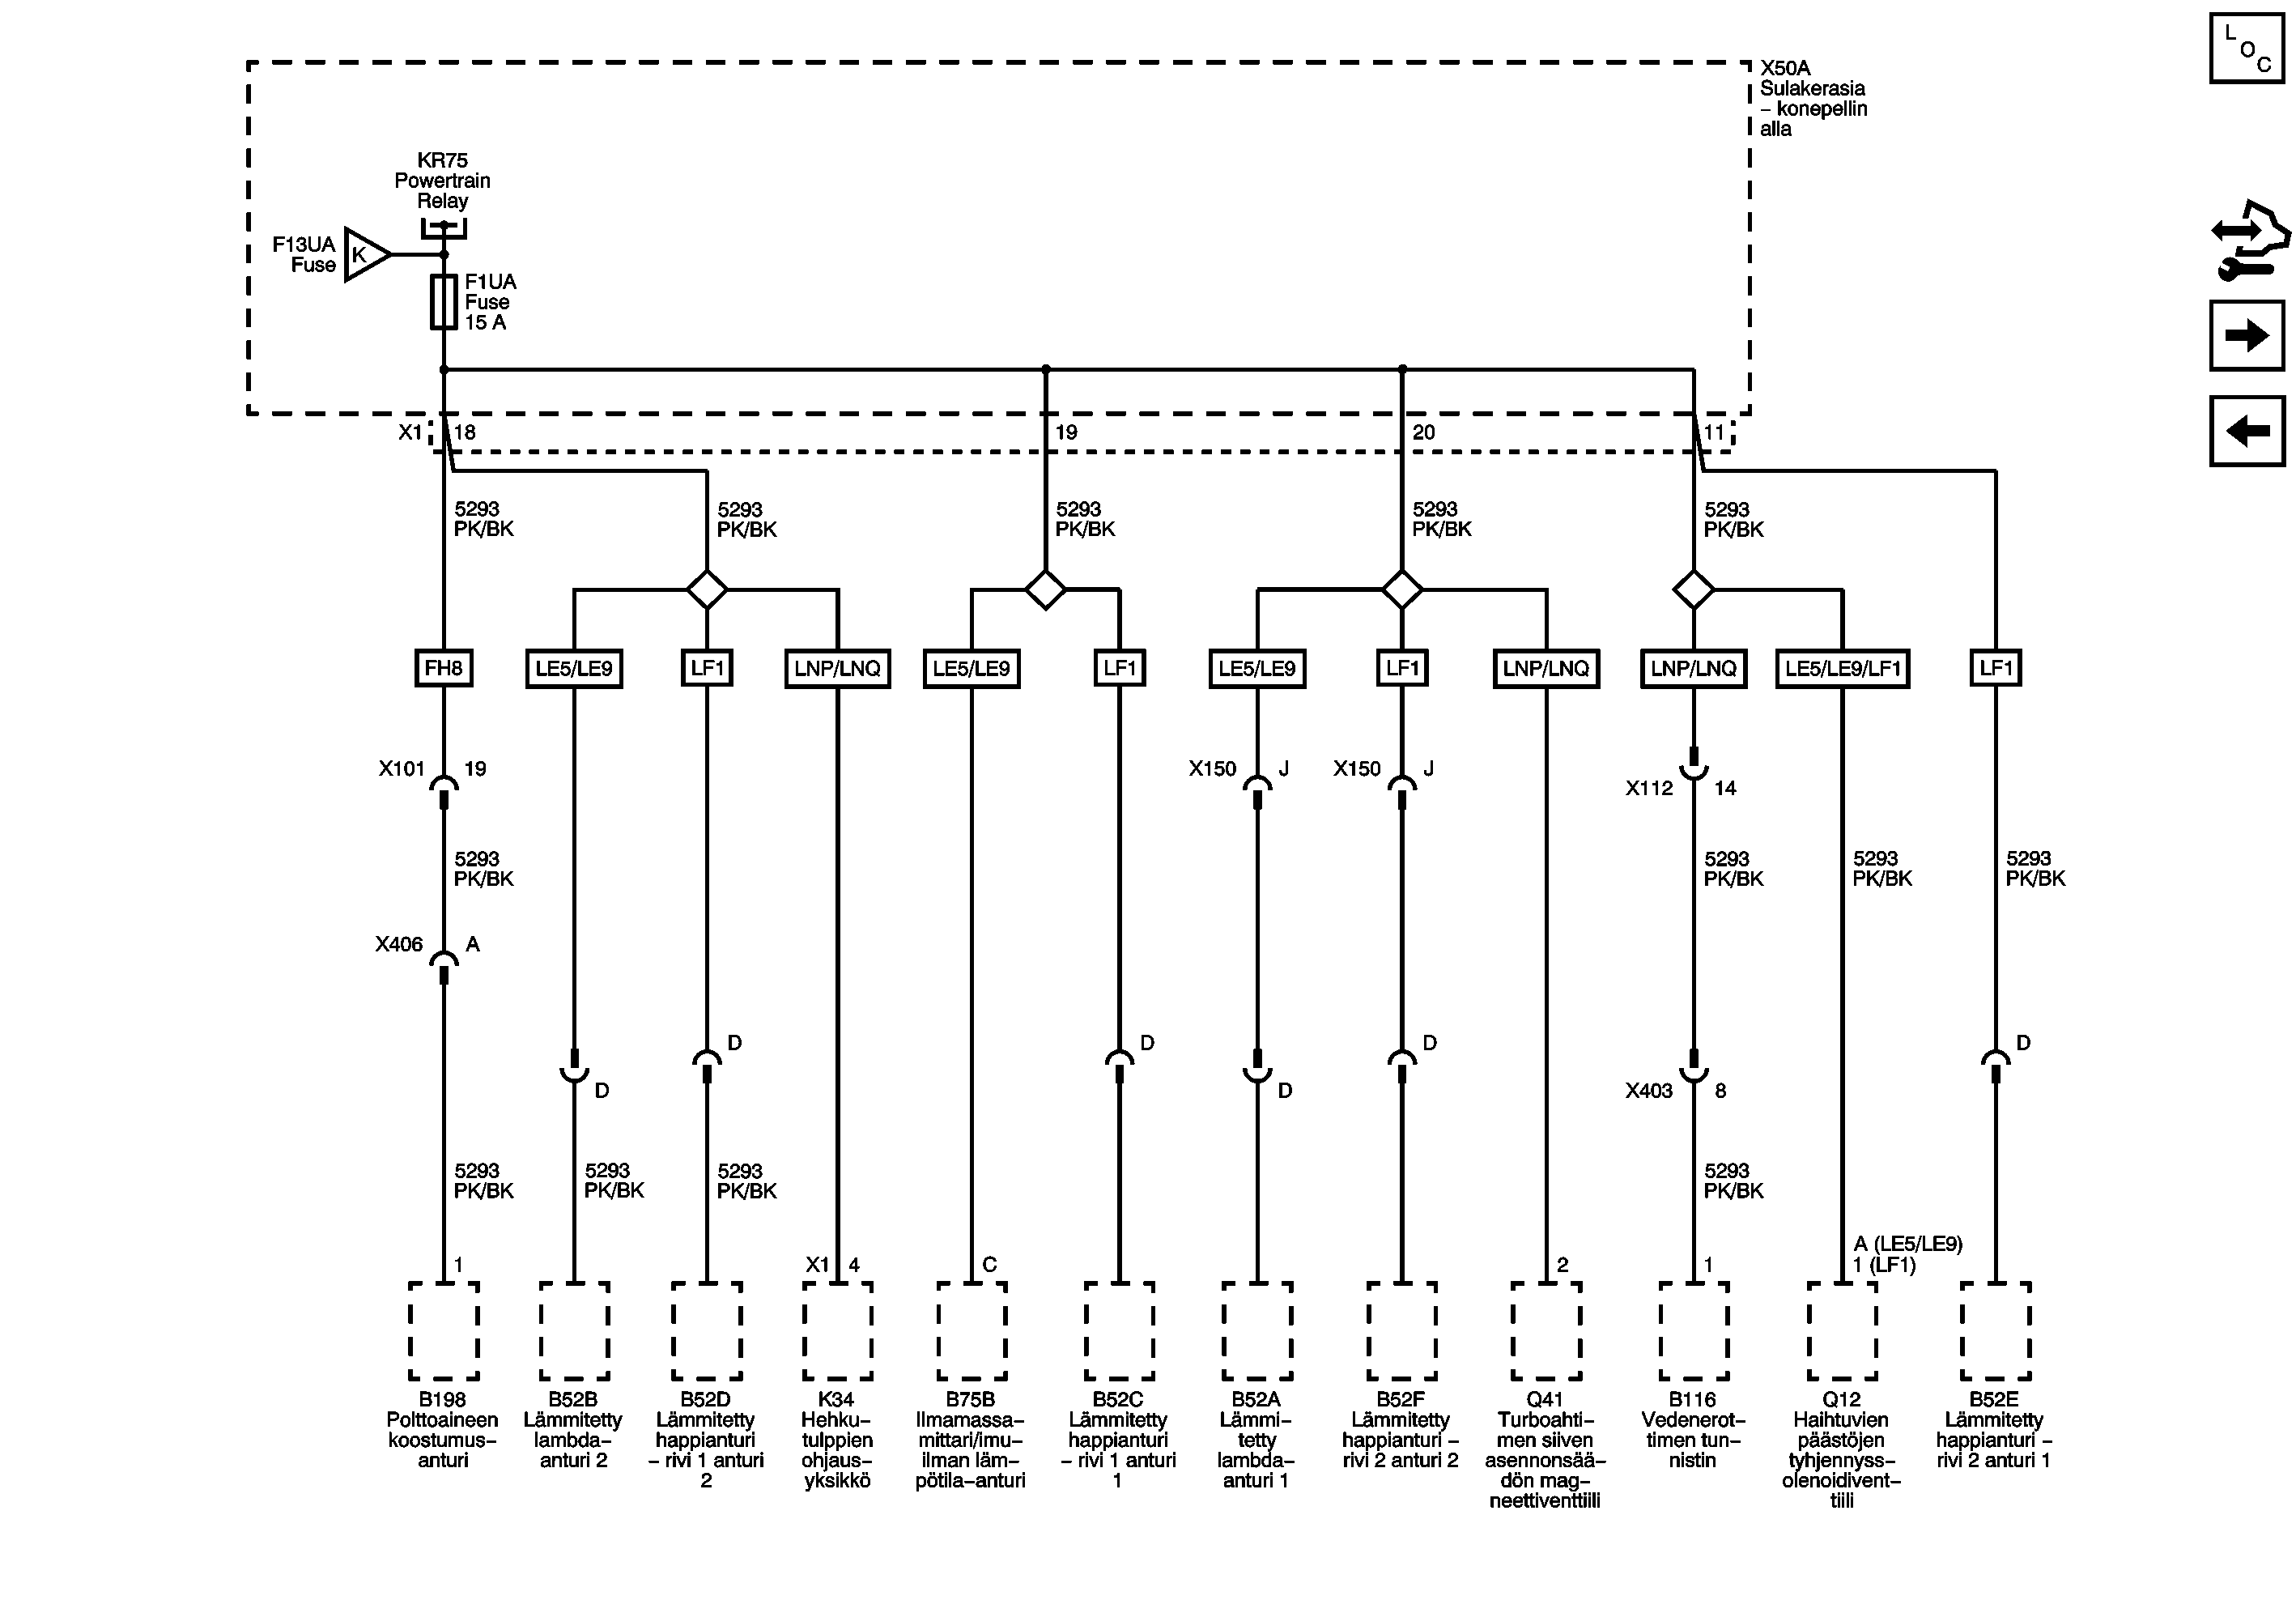 L
O
C
X50A
Sulakerasia
– konepellin
alla
KR75
Powertrain
Relay
F13UA
Fuse
K
F1UA
Fuse
15 A
X1
18
19
20
11
5293
PK/BK
5293
PK/BK
5293
PK/BK
5293
PK/BK
5293
PK/BK
FH8
LE5/LE9
LF1
LNP/LNQ
LE5/LE9
LF1
LE5/LE9
LF1
LNP/LNQ
LNP/LNQ
LE5/LE9/LF1
LF1
X101
19
X150
J
X150
J
X112
14
5293
PK/BK
5293
PK/BK
5293
PK/BK
5293
PK/BK
X406
A
D
D
D
D
D
X403
8
D
5293
PK/BK
5293
PK/BK
5293
PK/BK
5293
PK/BK
1
X1
4
C
2
1
A (LE5/LE9)
1 (LF1)
B198
Polttoaineen
koostumus–
anturi
B52B
Lämmitetty
lambda–
anturi 2
B52D
Lämmitetty
happianturi
– rivi 1 anturi
2
K34
Hehku–
tulppien
ohjaus–
yksikkö
B75B
Ilmamassa–
mittari/imu–
ilman läm–
pötila–anturi
B52C
Lämmitetty
happianturi
– rivi 1 anturi
1
B52A
Lämmi–
tetty
lambda–
anturi 1
B52F
Lämmitetty
happianturi –
rivi 2 anturi 2
Q41
Turboahti–
men siiven
asennonsää–
dön mag–
neettiventtiili
B116
Vedenerot–
timen tun–
nistin
Q12
Haihtuvien
päästöjen
tyhjennyss–
olenoidivent–
tiili
B52E
Lämmitetty
happianturi –
rivi 2 anturi 1